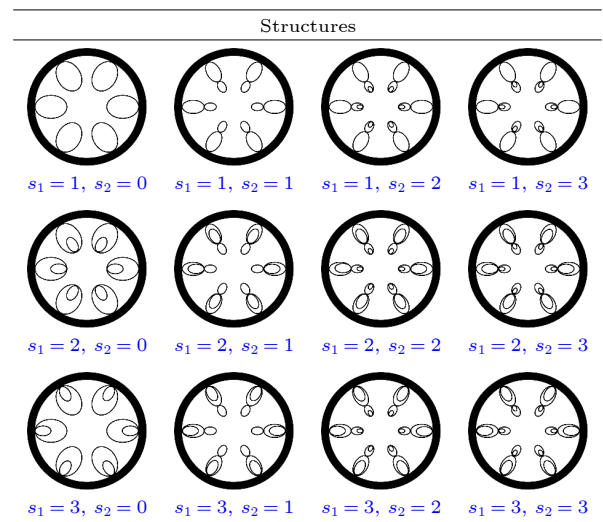 Structures
s₁ = 1, s₂ = 0 s₁ = 1, s₂ = 1 s₁ = 1, s₂ = 2 s₁ = 1, s₂ = 3
s₁ = 2, s₂ = 0 s₁ = 2, s₂ = 1 s₁ = 2, s₂ = 2 s₁ = 2, s₂ = 3
s₁ = 3, s₂ = 0 s₁ = 3, s₂ = 1 s₁ = 3, s₂ = 2 s₁ = 3, s₂ = 3